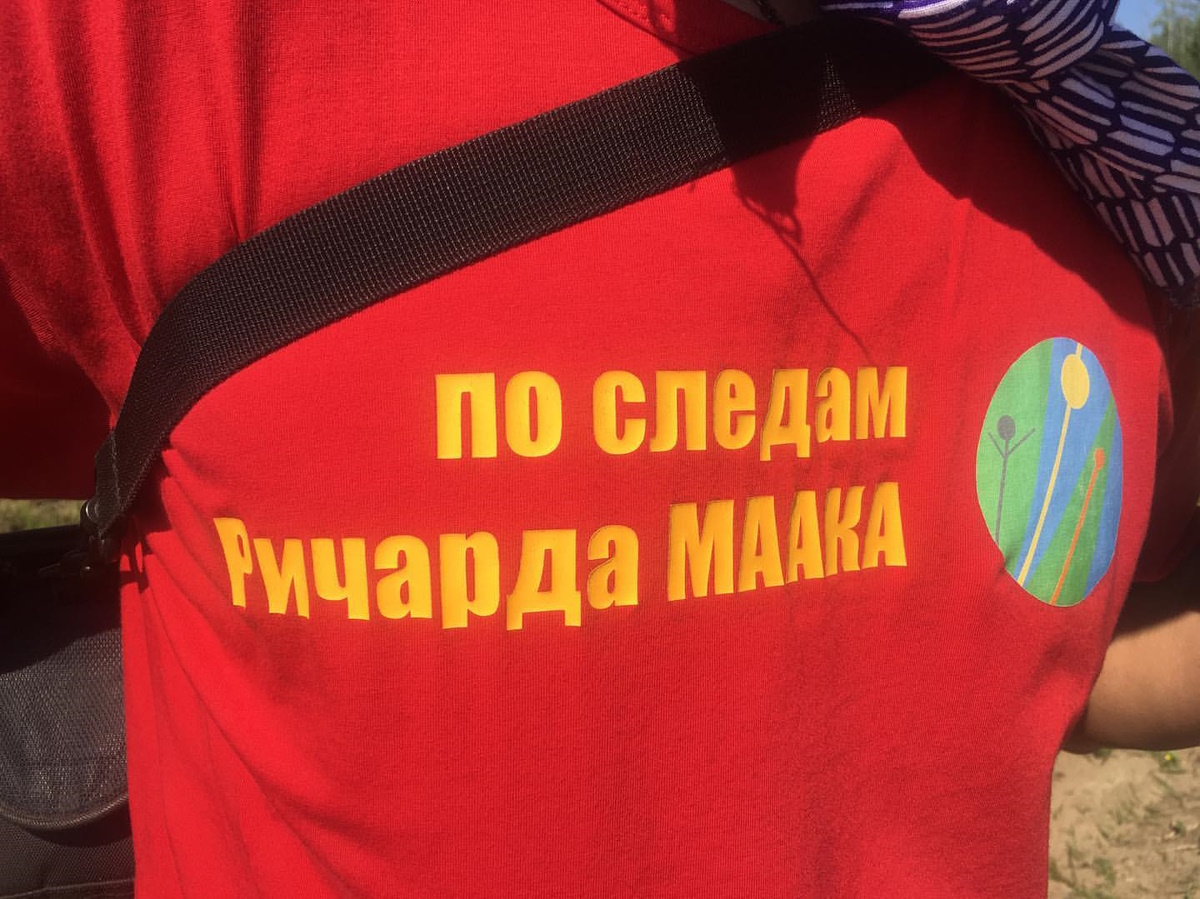 по следам
Ричарда МААКА